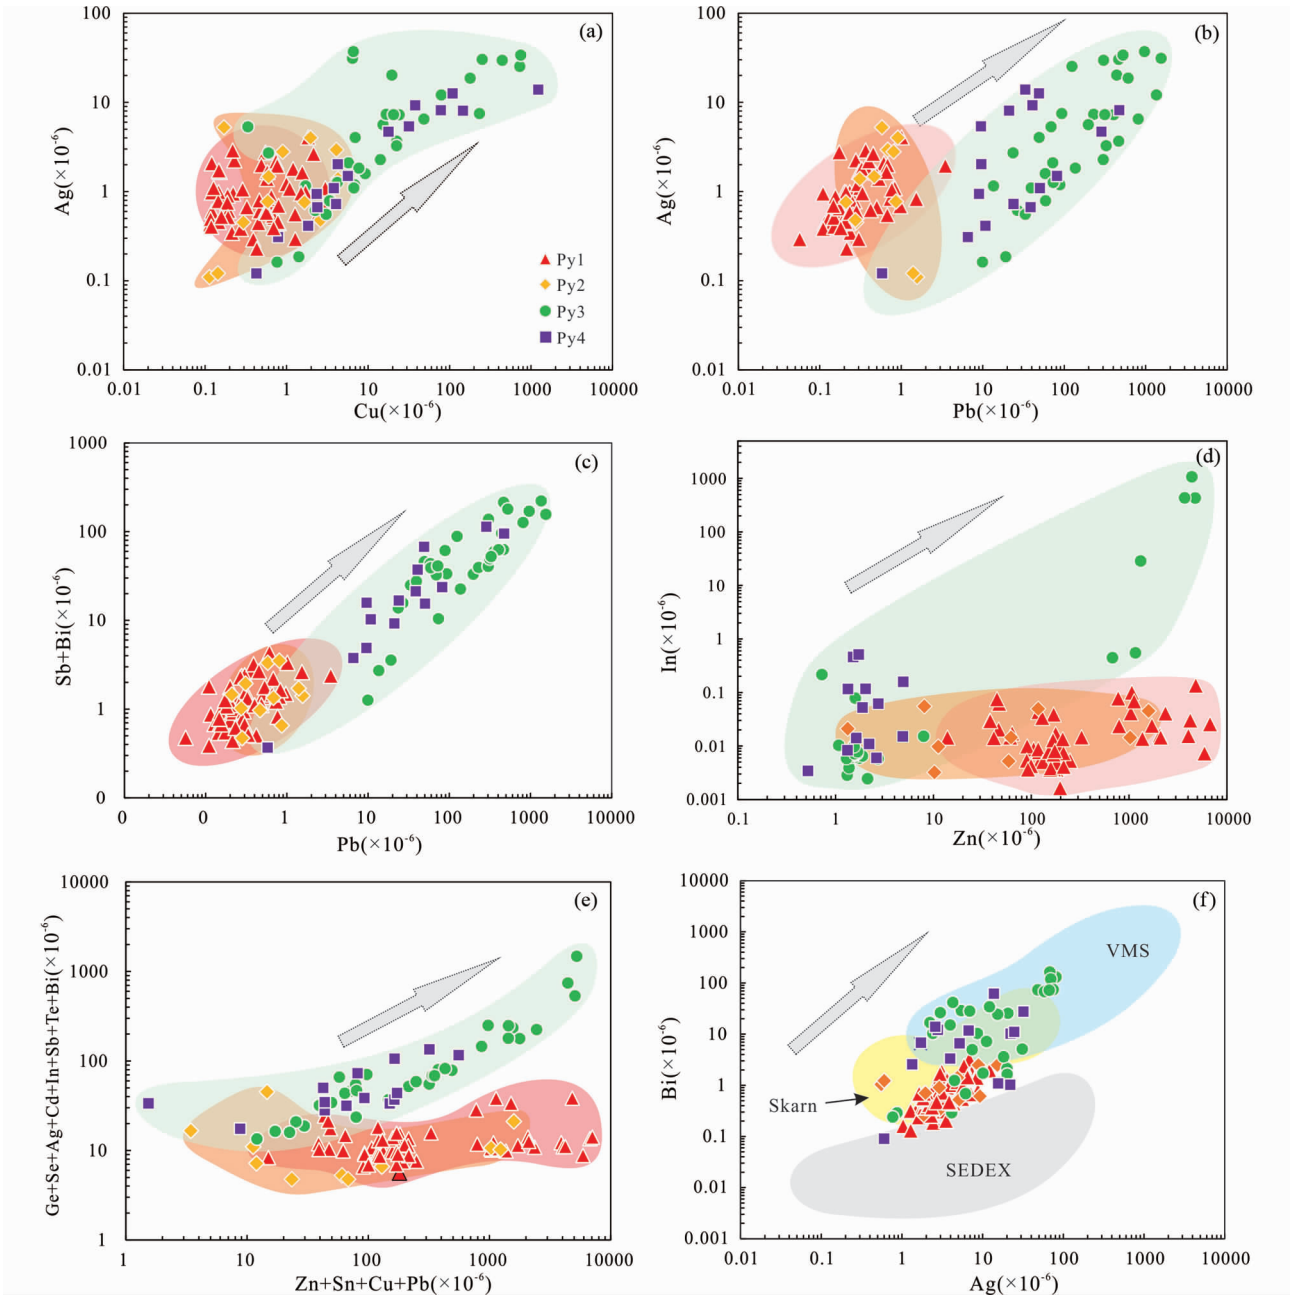 (a)
100
10
1
0.1
0.01
Ag(×10⁻⁶)
0.01 0.1 1 10 100 1000 10000
Cu(×10⁻⁶)
Py1
Py2
Py3
Py4
(b)
100
10
1
0.1
0.01
Ag(×10⁻⁶)
0.01 0.1 1 10 100 1000 10000
Pb(×10⁻⁶)
(c)
1000
100
10
1
0
Sb+Bi(×10⁻⁶)
0 0 1 10 100 1000 10000
Pb(×10⁻⁶)
(d)
1000
100
10
1
0.1
0.01
0.001
In(×10⁻⁶)
0.1 1 10 100 1000 10000
Zn(×10⁻⁶)
(e)
10000
1000
100
10
1
Ge+Se+Ag+Cd+In+Sb+Te+Bi(×10⁻⁶)
1 10 100 1000 10000
Zn+Sn+Cu+Pb(×10⁻⁶)
(f)
10000
1000
100
10
1
0.1
0.01
0.001
Bi(×10⁻⁶)
VMS
Skarn
SEDEX
0.01 0.1 1 10 100 1000 10000
Ag(×10⁻⁶)